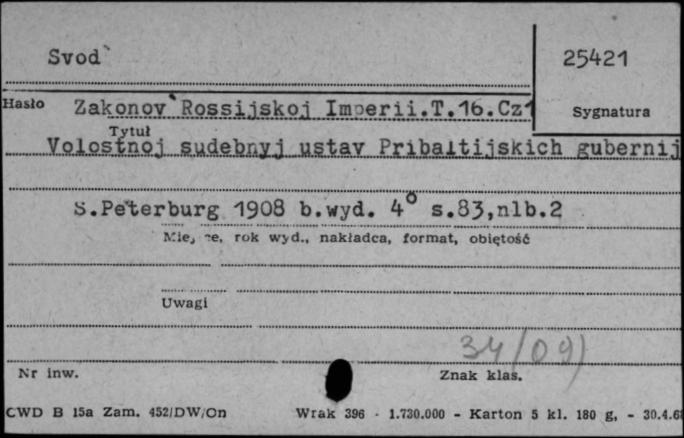 Svod
25421
Hasło Zakonov Rossijskoj Imperii.T.16.Cz1
Sygnatura
Tytuł
Volostnoj sudebnyj ustav Pribaltijskich gubernij
S.Peterburg 1908 b.wyd. 4° s.83,nlb.2
Miejsce, rok wyd., nakładca, format, objętość
Uwagi
34/09)
Nr inw.
Znak klas.
CWD B 15a Zam. 452/DW/On Wrak 396 - 1.730.000 - Karton 5 kl. 180 g, - 30.4.68